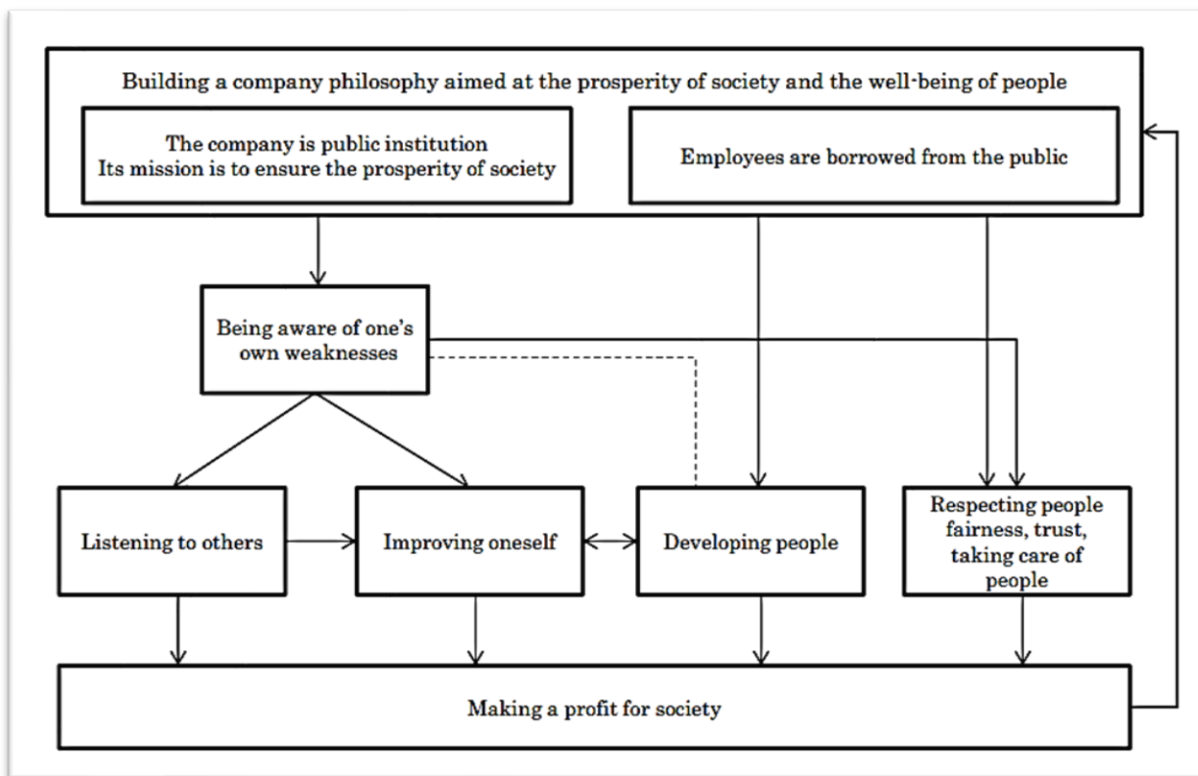 Building a company philosophy aimed at the prosperity of society and the well-being of people
The company is public institution
Its mission is to ensure the prosperity of society
Employees are borrowed from the public
Being aware of one's
own weaknesses
Listening to others
Improving oneself
Developing people
Respecting people
fairness, trust,
taking care of
people
Making a profit for society